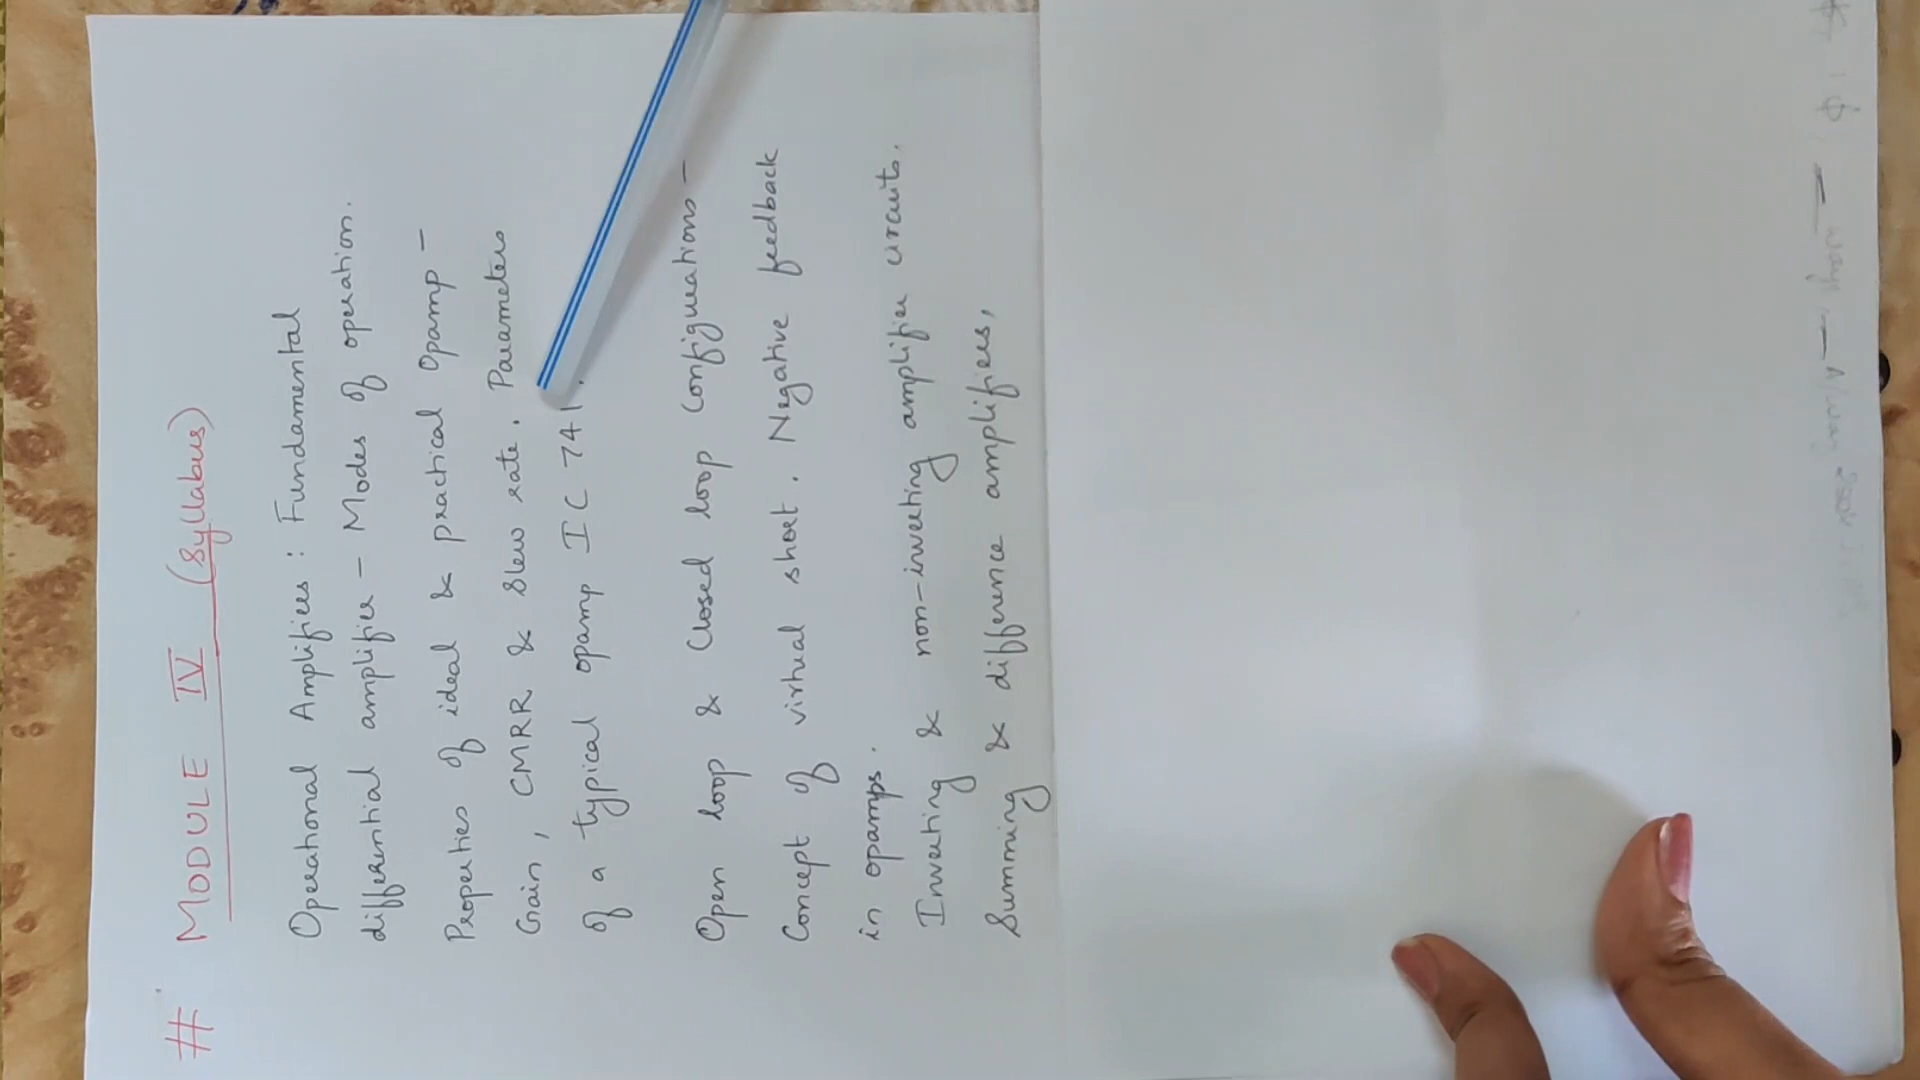 # MODULE IV (Syllabus)
Operational Amplifiers : Fundamental
differential amplifier - Modes of operation.
Properties of ideal & practical Opamp -
Gain, CMRR & Slew rate. Parameters
of a typical opamp IC 741.
Open loop & Closed loop Configurations -
Concept of virtual short. Negative feedback
in opamps.
Inverting & non-inverting amplifier circuits.
Summing & difference amplifiers,